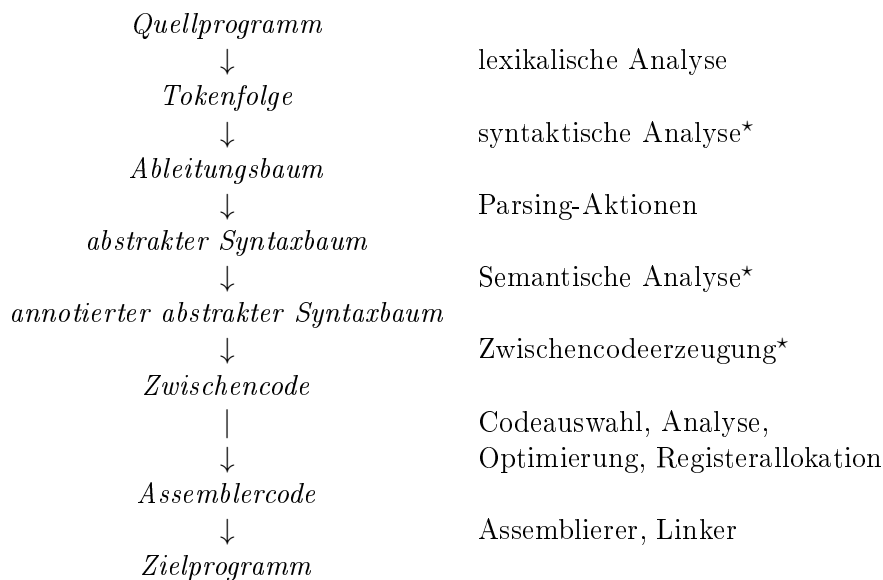 Quellprogramm
↓ lexikalische Analyse
Tokenfolge
↓ syntaktische Analyse⋆
Ableitungsbaum
↓ Parsing-Aktionen
abstrakter Syntaxbaum
↓ Semantische Analyse⋆
annotierter abstrakter Syntaxbaum
↓ Zwischencodeerzeugung⋆
Zwischencode
| Codeauswahl, Analyse,
↓ Optimierung, Registerallokation
Assemblercode
↓ Assemblierer, Linker
Zielprogramm